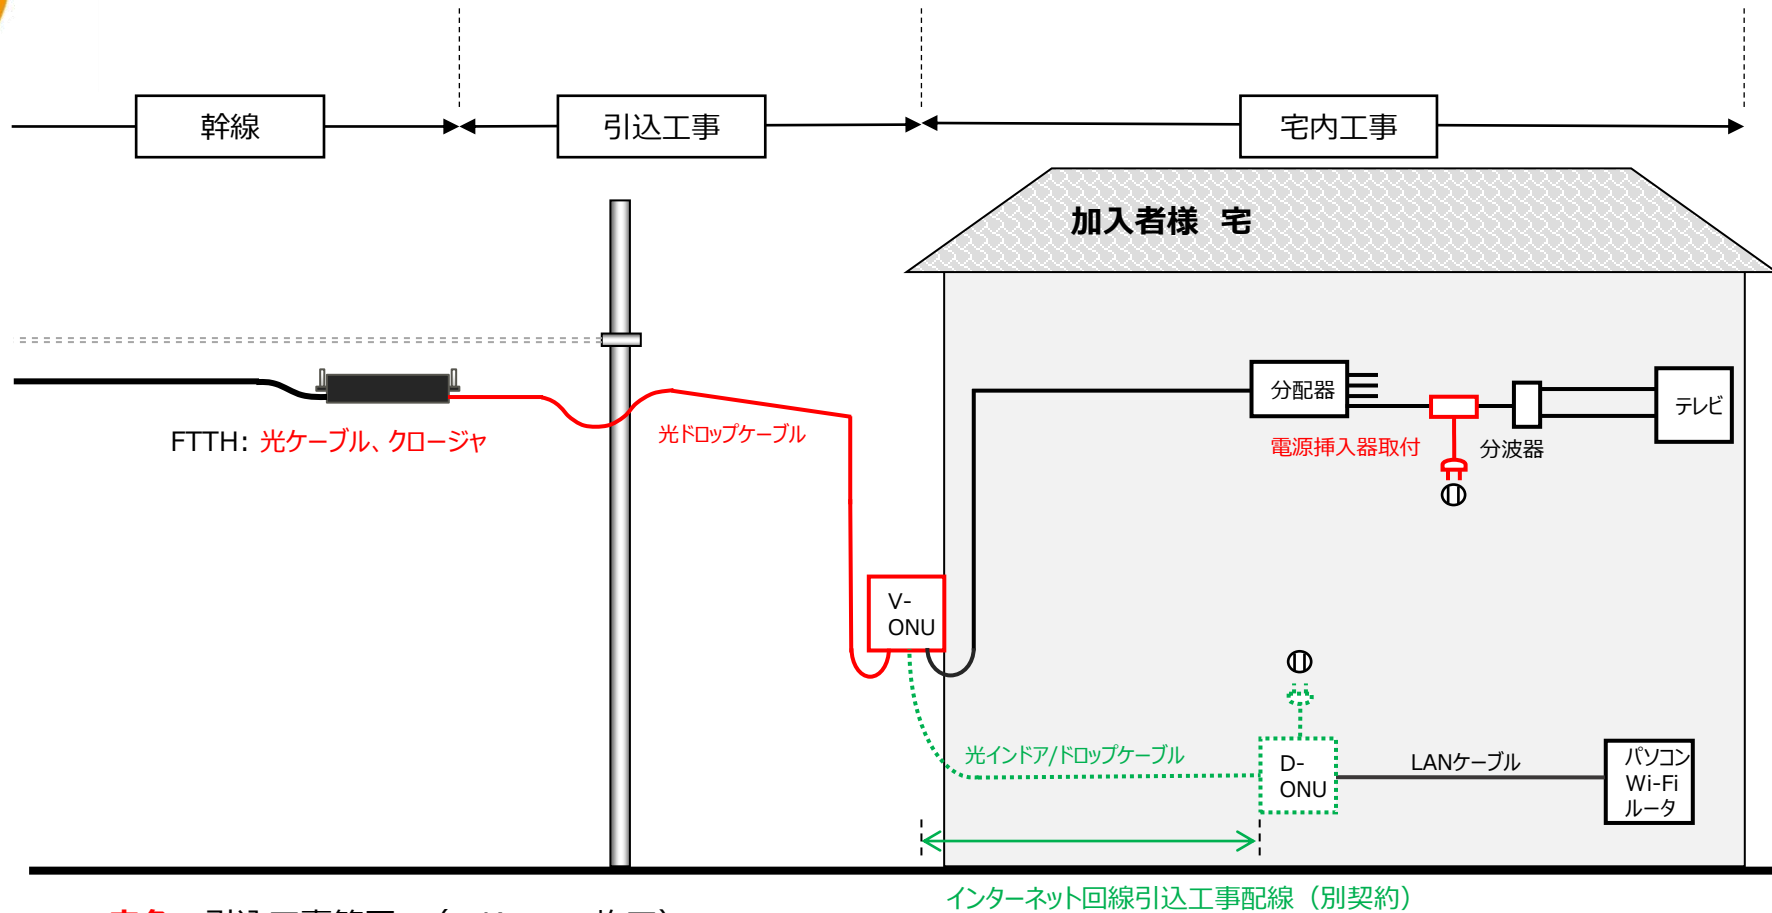 幹線
引込工事
宅内工事
加入者様 宅
分配器
テレビ
光ドロップケーブル
FTTH: 光ケーブル、クロージャ
電源挿入器取付
分波器
V-
ONU
光インドア/ドロップケーブル
D-
ONU
LANケーブル
パソコン
Wi-Fi
ルータ
インターネット回線引込工事配線（別契約）